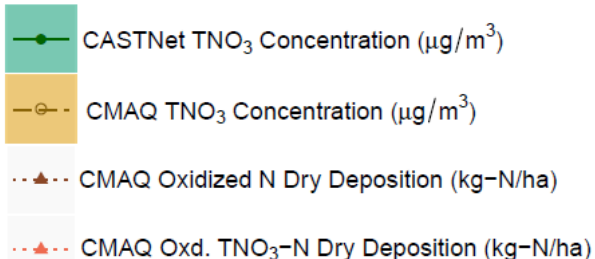 CASTNet TNO₃ Concentration (μg/m³)
CMAQ TNO₃ Concentration (μg/m³)
CMAQ Oxidized N Dry Deposition (kg−N/ha)
CMAQ Oxd. TNO₃−N Dry Deposition (kg−N/ha)